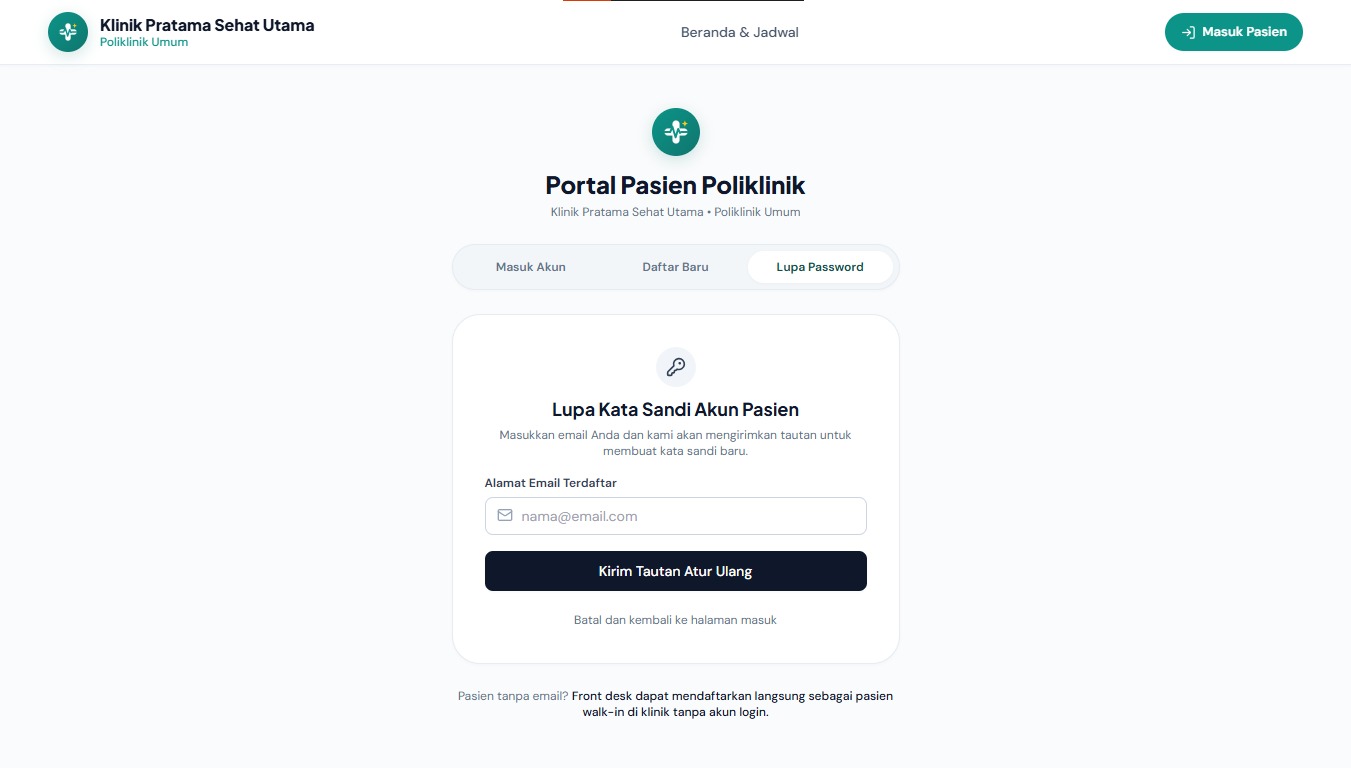 Klinik Pratama Sehat Utama
Poliklinik Umum
Beranda & Jadwal
Masuk Pasien
Portal Pasien Poliklinik
Klinik Pratama Sehat Utama • Poliklinik Umum
Masuk Akun
Daftar Baru
Lupa Password
Lupa Kata Sandi Akun Pasien
Masukkan email Anda dan kami akan mengirimkan tautan untuk
membuat kata sandi baru.
Alamat Email Terdaftar
nama@email.com
Kirim Tautan Atur Ulang
Batal dan kembali ke halaman masuk
Pasien tanpa email? Front desk dapat mendaftarkan langsung sebagai pasien
walk-in di klinik tanpa akun login.